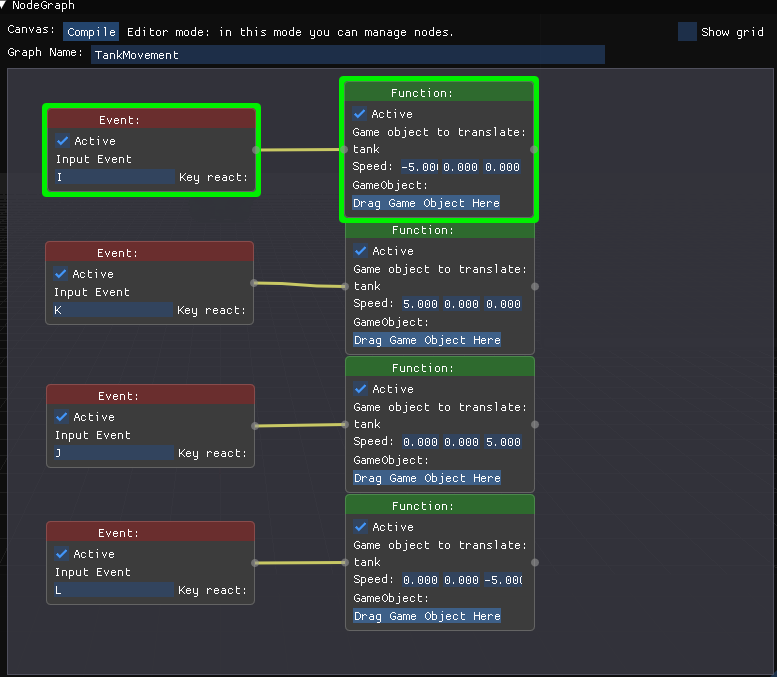 NodeGraph
Canvas: Compile Editor mode: in this mode you can manage nodes. Show grid
Graph Name: TankMovement
Event:
Active
Input Event
I Key react:
Function:
Active
Game object to translate:
tank
Speed: -5.00 0.000 0.000
GameObject:
Drag Game Object Here
Event:
Active
Input Event
K Key react:
Function:
Active
Game object to translate:
tank
Speed: 5.000 0.000 0.000
GameObject:
Drag Game Object Here
Event:
Active
Input Event
J Key react:
Function:
Active
Game object to translate:
tank
Speed: 0.000 0.000 5.000
GameObject:
Drag Game Object Here
Event:
Active
Input Event
L Key react:
Function:
Active
Game object to translate:
tank
Speed: 0.000 0.000 -5.00
GameObject:
Drag Game Object Here